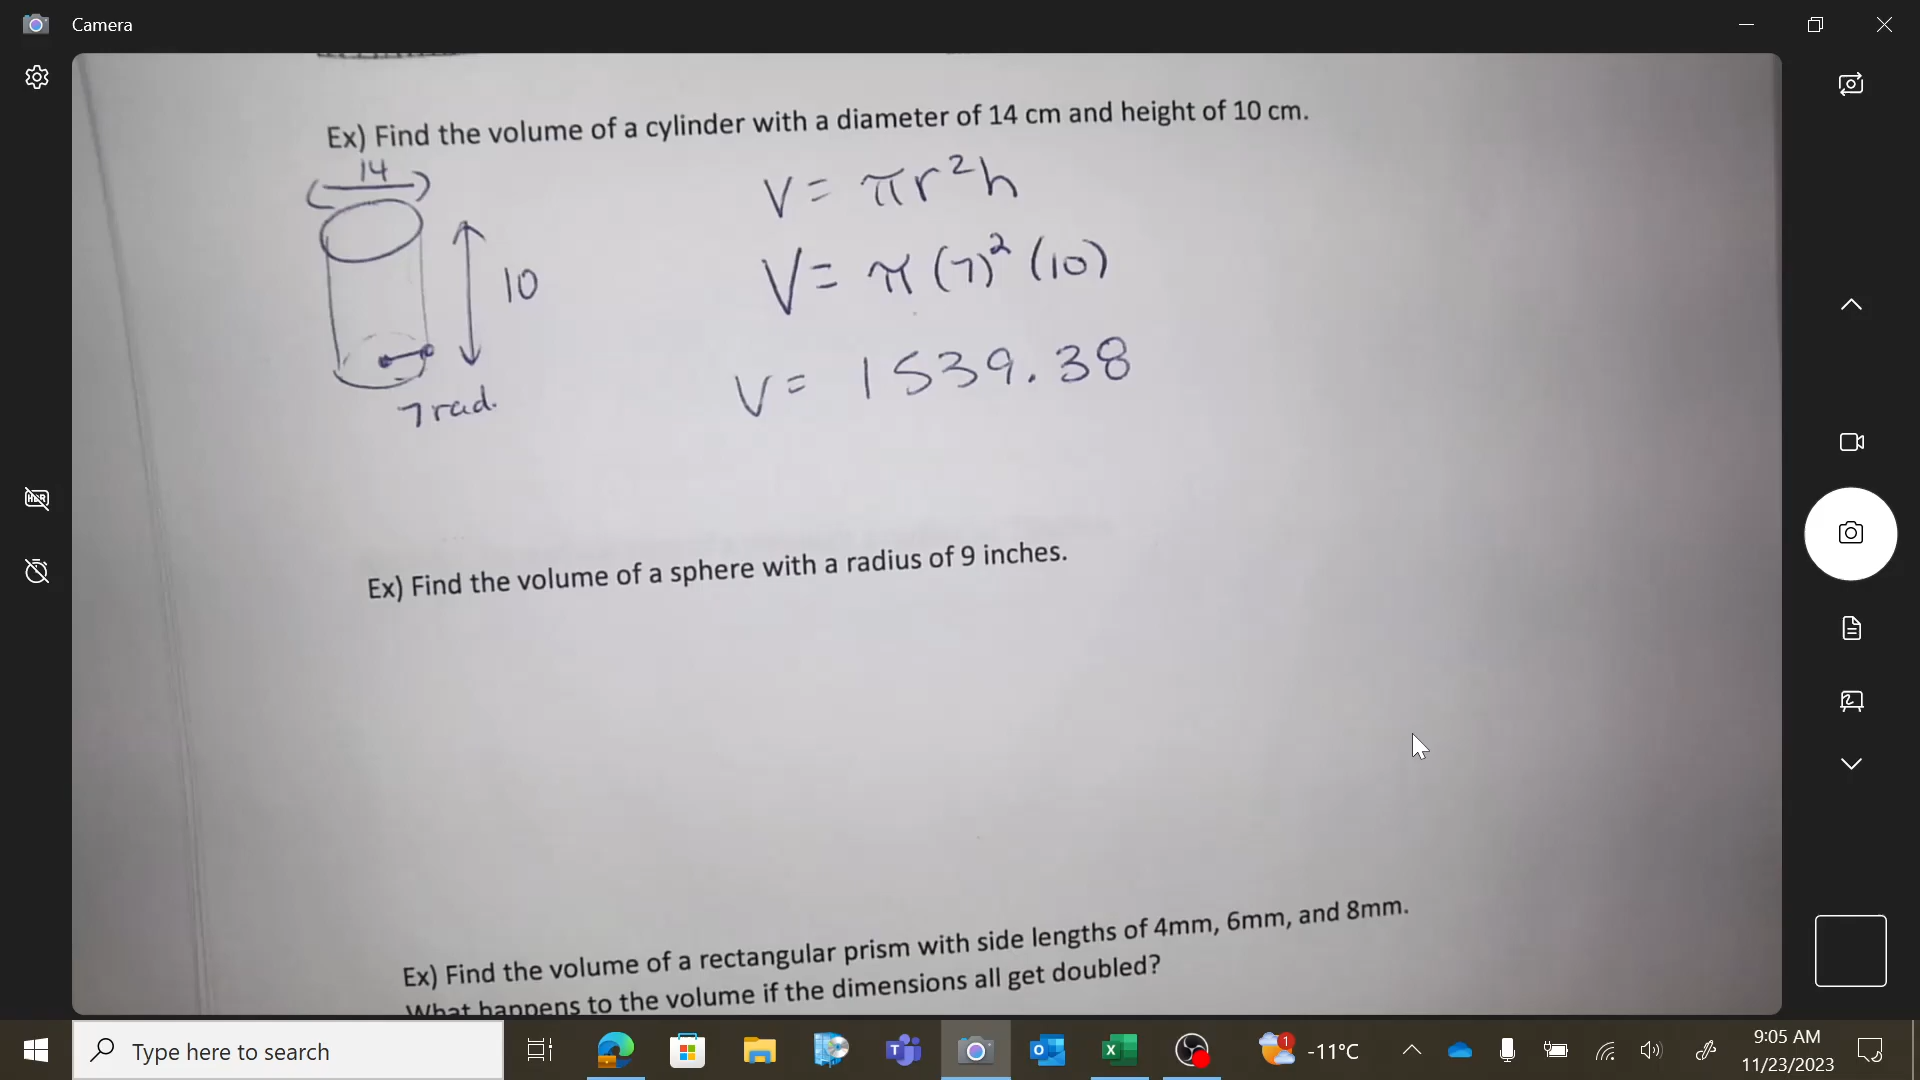 Camera
Ex) Find the volume of a cylinder with a diameter of 14 cm and height of 10 cm.
14
10
7 rad.
V = πr²h
V = π (7)² (10)
V = 1539.38
Ex) Find the volume of a sphere with a radius of 9 inches.
Ex) Find the volume of a rectangular prism with side lengths of 4mm, 6mm, and 8mm.
What happens to the volume if the dimensions all get doubled?
HDR
Type here to search
1
-11°C
9:05 AM
11/23/2023